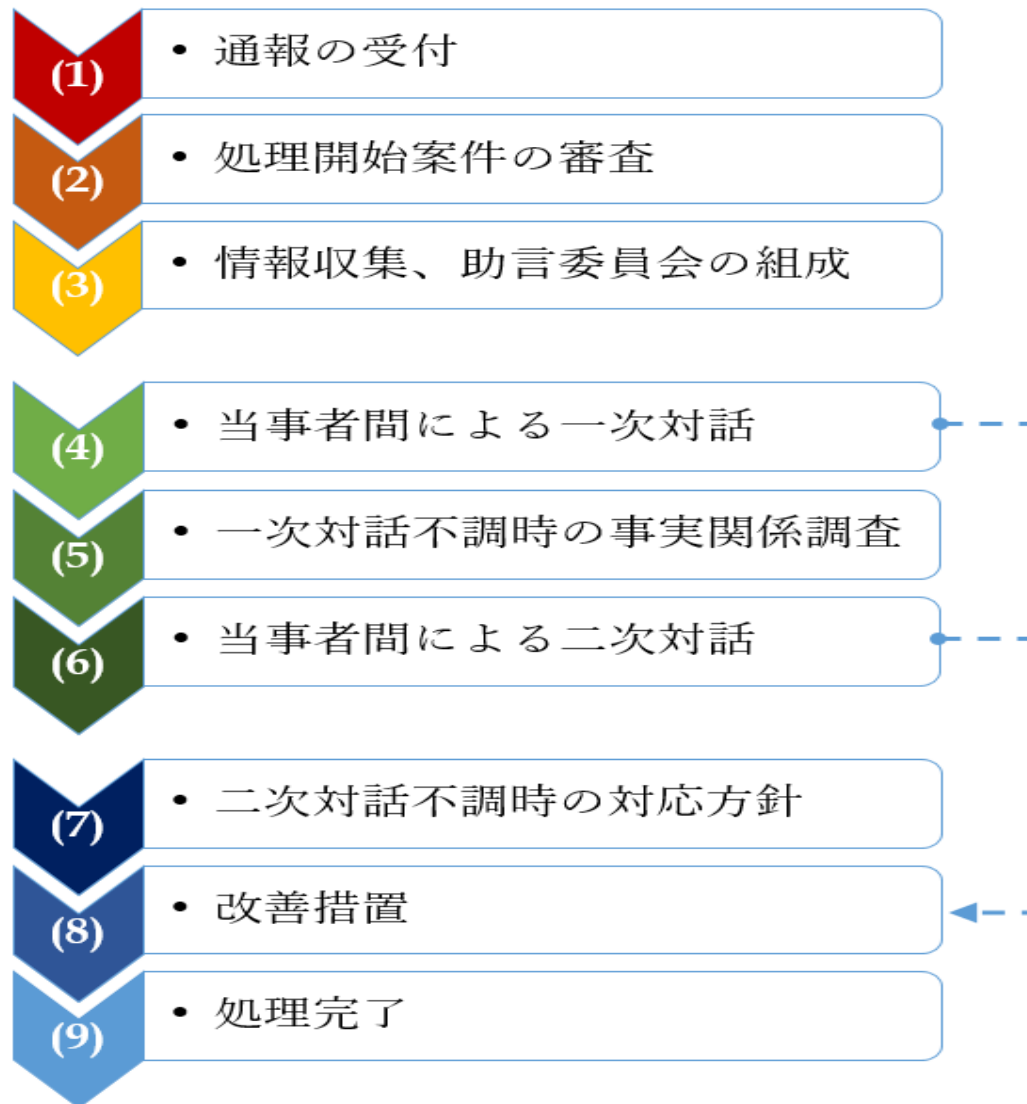 (1) • 通報の受付
(2) • 処理開始案件の審査
(3) • 情報収集、助言委員会の組成
(4) • 当事者間による一次対話
(5) • 一次対話不調時の事実関係調査
(6) • 当事者間による二次対話
(7) • 二次対話不調時の対応方針
(8) • 改善措置
(9) • 処理完了